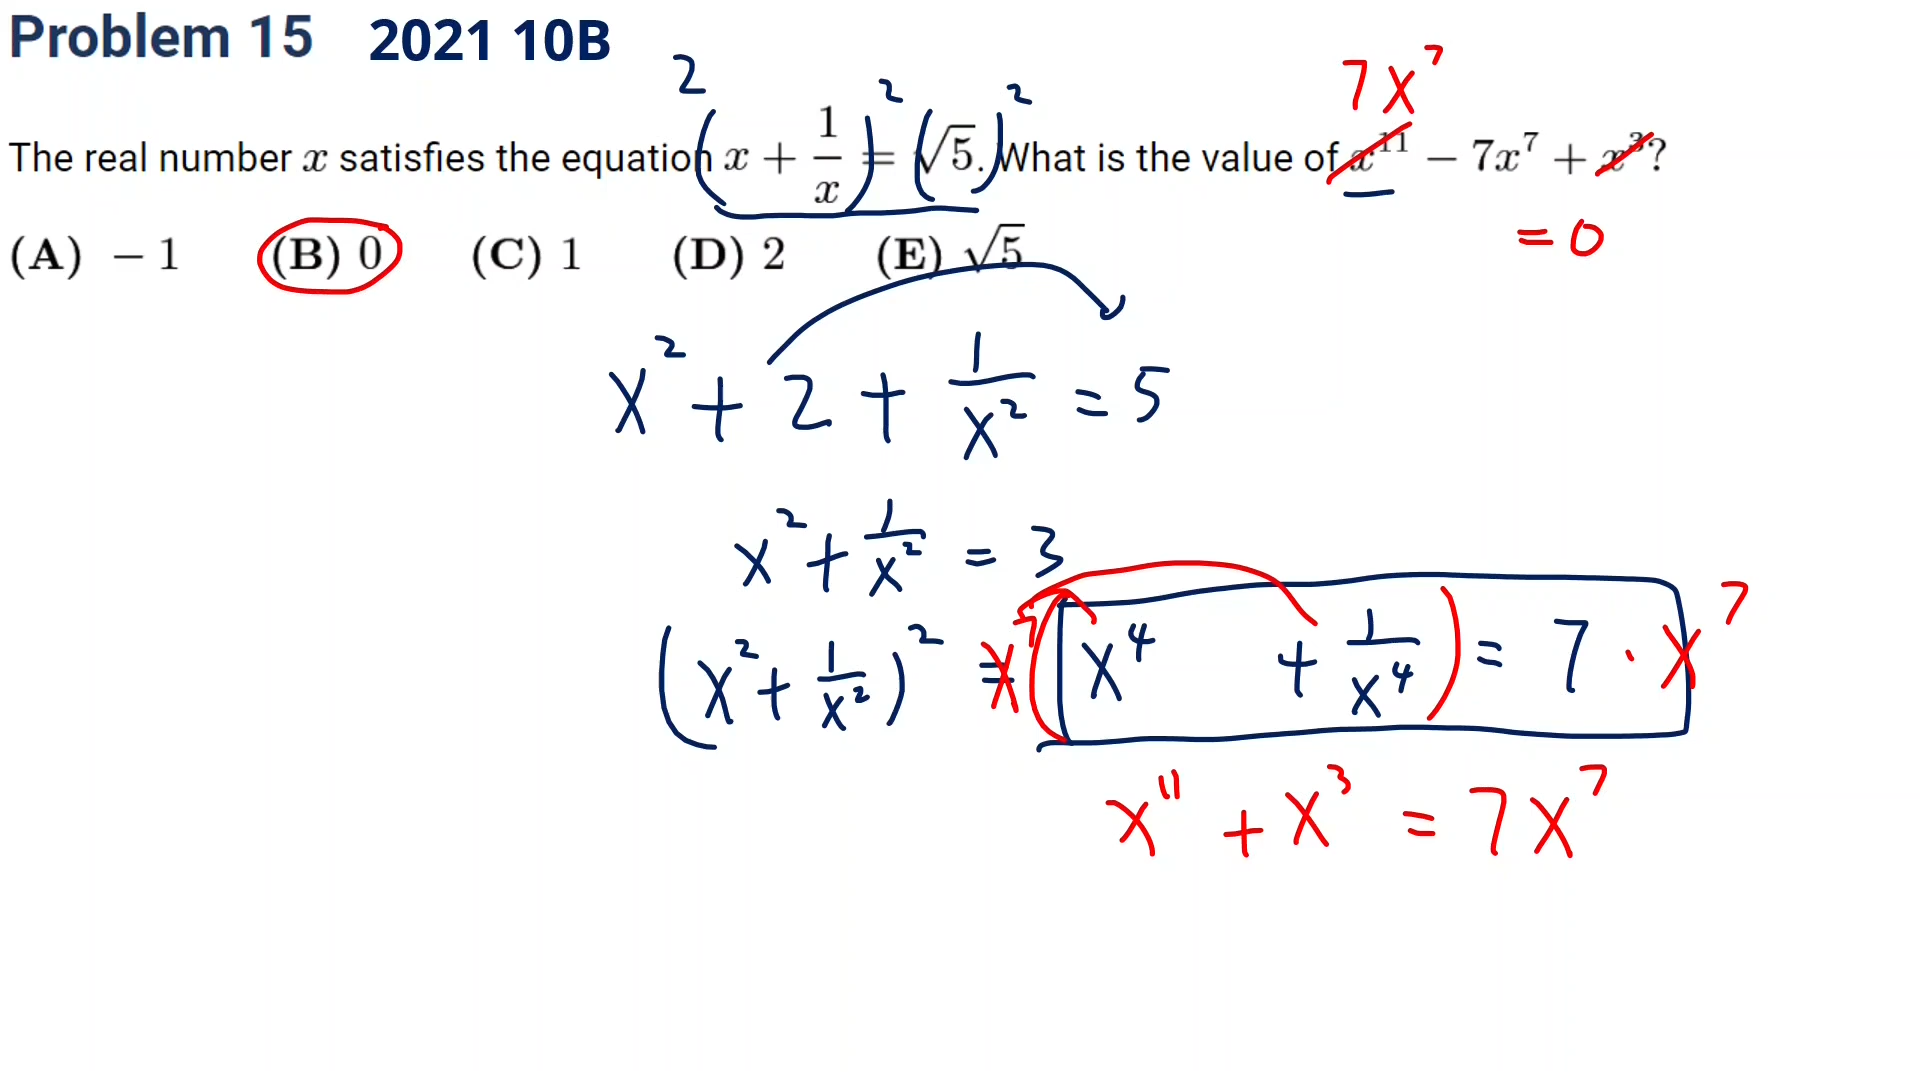 Problem 15 2021 10B
The real number x satisfies the equation ²(x + 1/x)² = (√5)². What is the value of x¹¹ − 7x⁷ + x³?
7x⁷
= 0
(A) −1 (B) 0 (C) 1 (D) 2 (E) √5
x² + 2 + 1/x² = 5
x² + 1/x² = 3
(x² + 1/x²)² = x⁷(x⁴ + 1/x⁴) = 7 · x⁷
x¹¹ + x³ = 7x⁷